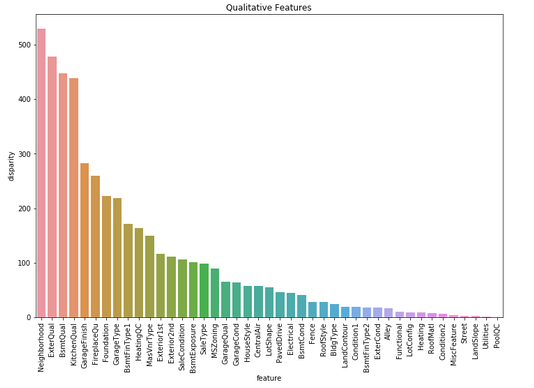 Qualitative Features
disparity
500
400
300
200
100
0
Neighborhood
ExterQual
BsmtQual
KitchenQual
GarageFinish
FireplaceQu
Foundation
GarageType
BsmtFinType1
HeatingQC
MasVnrType
Exterior1st
Exterior2nd
SaleCondition
BsmtExposure
SaleType
MSZoning
GarageQual
GarageCond
HouseStyle
CentralAir
LotShape
PavedDrive
Electrical
BsmtCond
Fence
RoofStyle
BldgType
LandContour
Condition1
BsmtFinType2
ExterCond
Alley
Functional
LotConfig
Heating
RoofMatl
Condition2
MiscFeature
Street
LandSlope
Utilities
PoolQC
feature